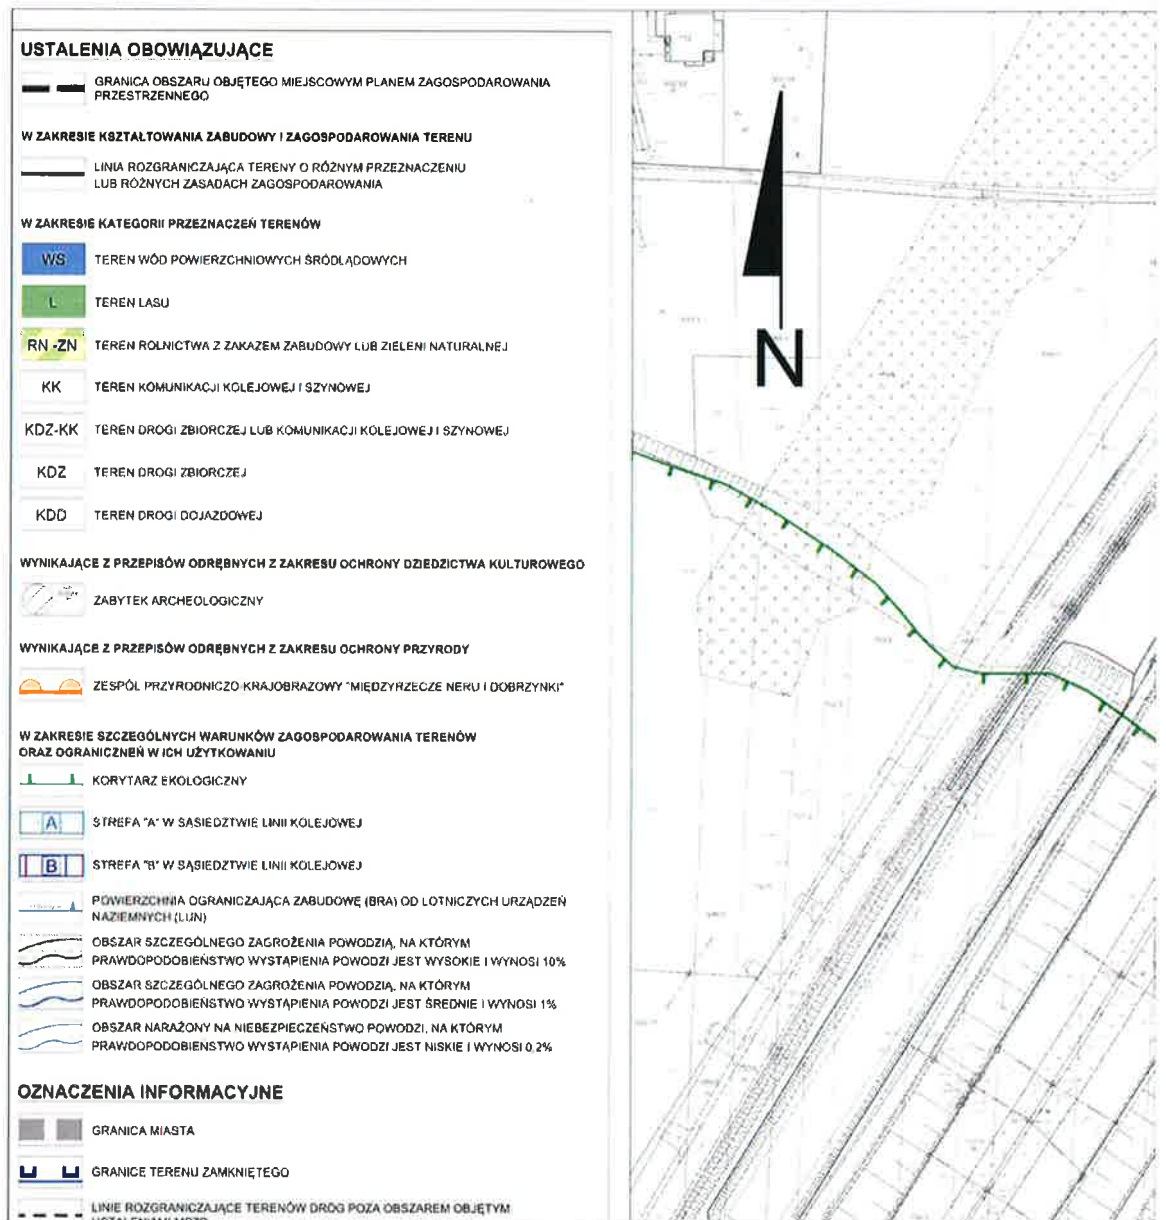 USTALENIA OBOWIĄZUJĄCE
GRANICA OBSZARU OBJĘTEGO MIEJSCOWYM PLANEM ZAGOSPODAROWANIA
PRZESTRZENNEGO
W ZAKRESIE KSZTAŁTOWANIA ZABUDOWY I ZAGOSPODAROWANIA TERENU
LINIA ROZGRANICZAJĄCA TERENY O RÓŻNYM PRZEZNACZENIU
LUB RÓŻNYCH ZASADACH ZAGOSPODAROWANIA
W ZAKRESIE KATEGORII PRZEZNACZEŃ TERENÓW
WS TEREN WÓD POWIERZCHNIOWYCH ŚRÓDLĄDOWYCH
L TEREN LASU
RN -ZN TEREN ROLNICTWA Z ZAKAZEM ZABUDOWY LUB ZIELENI NATURALNEJ
KK TEREN KOMUNIKACJI KOLEJOWEJ I SZYNOWEJ
KDZ-KK TEREN DROGI ZBIORCZEJ LUB KOMUNIKACJI KOLEJOWEJ I SZYNOWEJ
KDZ TEREN DROGI ZBIORCZEJ
KDD TEREN DROGI DOJAZDOWEJ
WYNIKAJĄCE Z PRZEPISÓW ODRĘBNYCH Z ZAKRESU OCHRONY DZIEDZICTWA KULTUROWEGO
ZABYTEK ARCHEOLOGICZNY
WYNIKAJĄCE Z PRZEPISÓW ODRĘBNYCH Z ZAKRESU OCHRONY PRZYRODY
ZESPÓŁ PRZYRODNICZO-KRAJOBRAZOWY "MIĘDZYRZECZE NERU I DOBRZYNKI"
W ZAKRESIE SZCZEGÓLNYCH WARUNKÓW ZAGOSPODAROWANIA TERENÓW
ORAZ OGRANICZNEŃ W ICH UŻYTKOWANIU
KORYTARZ EKOLOGICZNY
A STREFA "A" W SĄSIEDZTWIE LINII KOLEJOWEJ
B STREFA "B" W SĄSIEDZTWIE LINII KOLEJOWEJ
POWIERZCHNIA OGRANICZAJĄCA ZABUDOWĘ (BRA) OD LOTNICZYCH URZĄDZEŃ
NAZIEMNYCH (LUN)
OBSZAR SZCZEGÓLNEGO ZAGROŻENIA POWODZIĄ, NA KTÓRYM
PRAWDOPODOBIEŃSTWO WYSTĄPIENIA POWODZI JEST WYSOKIE I WYNOSI 10%
OBSZAR SZCZEGÓLNEGO ZAGROŻENIA POWODZIĄ, NA KTÓRYM
PRAWDOPODOBIEŃSTWO WYSTĄPIENIA POWODZI JEST ŚREDNIE I WYNOSI 1%
OBSZAR NARAŻONY NA NIEBEZPIECZEŃSTWO POWODZI, NA KTÓRYM
PRAWDOPODOBIEŃSTWO WYSTĄPIENIA POWODZI JEST NISKIE I WYNOSI 0,2%
OZNACZENIA INFORMACYJNE
GRANICA MIASTA
GRANICE TERENU ZAMKNIĘTEGO
LINIE ROZGRANICZAJĄCE TERENÓW DRÓG POZA OBSZAREM OBJĘTYM
N